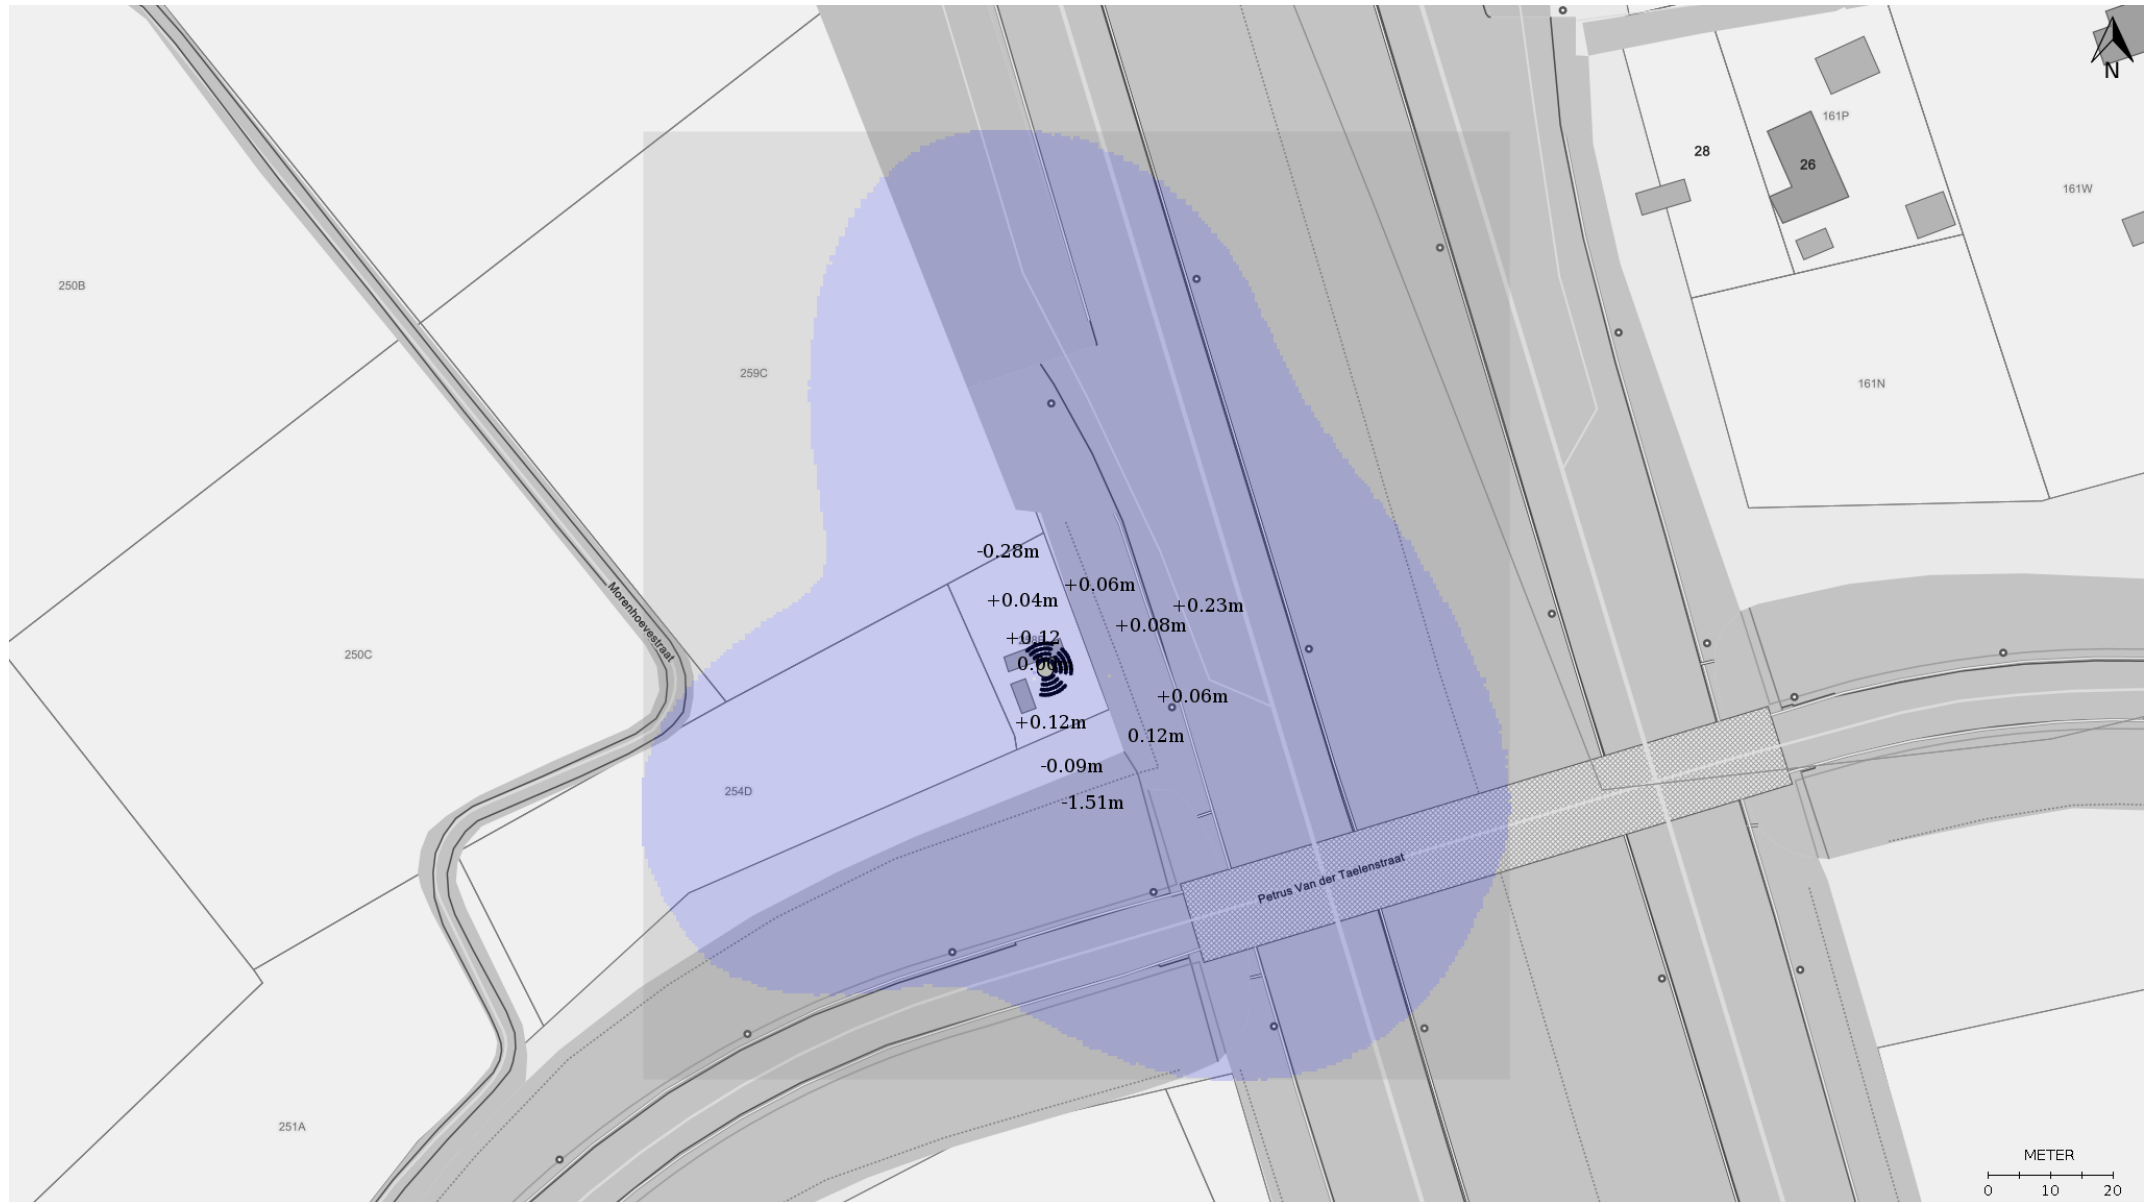 N
161P
28
26
161W
250B
259C
161N
-0.28m
+0.06m
+0.04m
+0.23m
+0.08m
Morenhoevestraat
+0.12
250C
+0.06m
+0.12m
0.12m
-0.09m
254D
-1.51m
Petrus Van der Taelenstraat
251A
METER
0 10 20